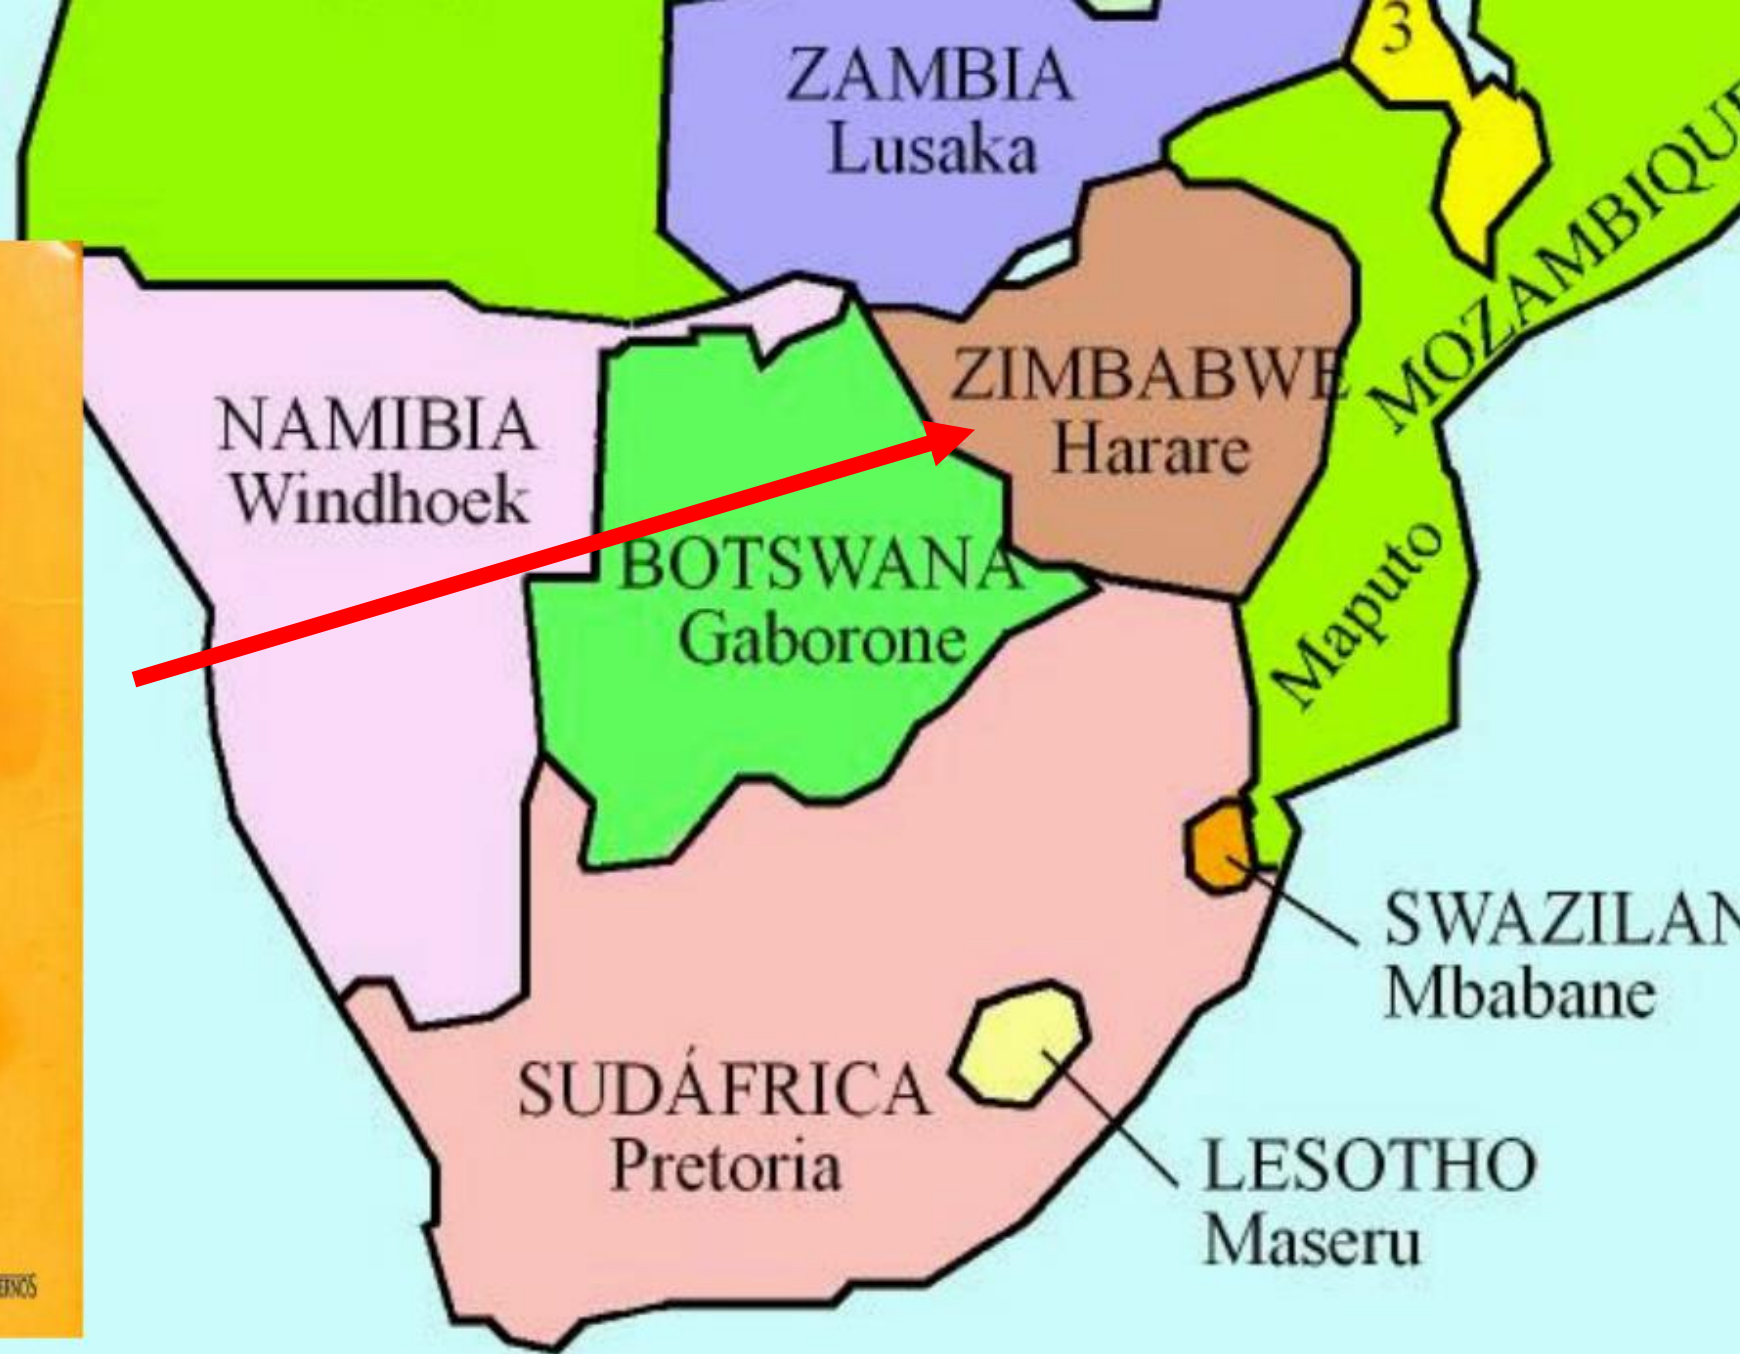 3
ZAMBIA
Lusaka
MOZAMBIQUE
Maputo
ZIMBABWE
Harare
NAMIBIA
Windhoek
BOTSWANA
Gaborone
SWAZILAN
Mbabane
SUDÁFRICA
Pretoria
LESOTHO
Maseru